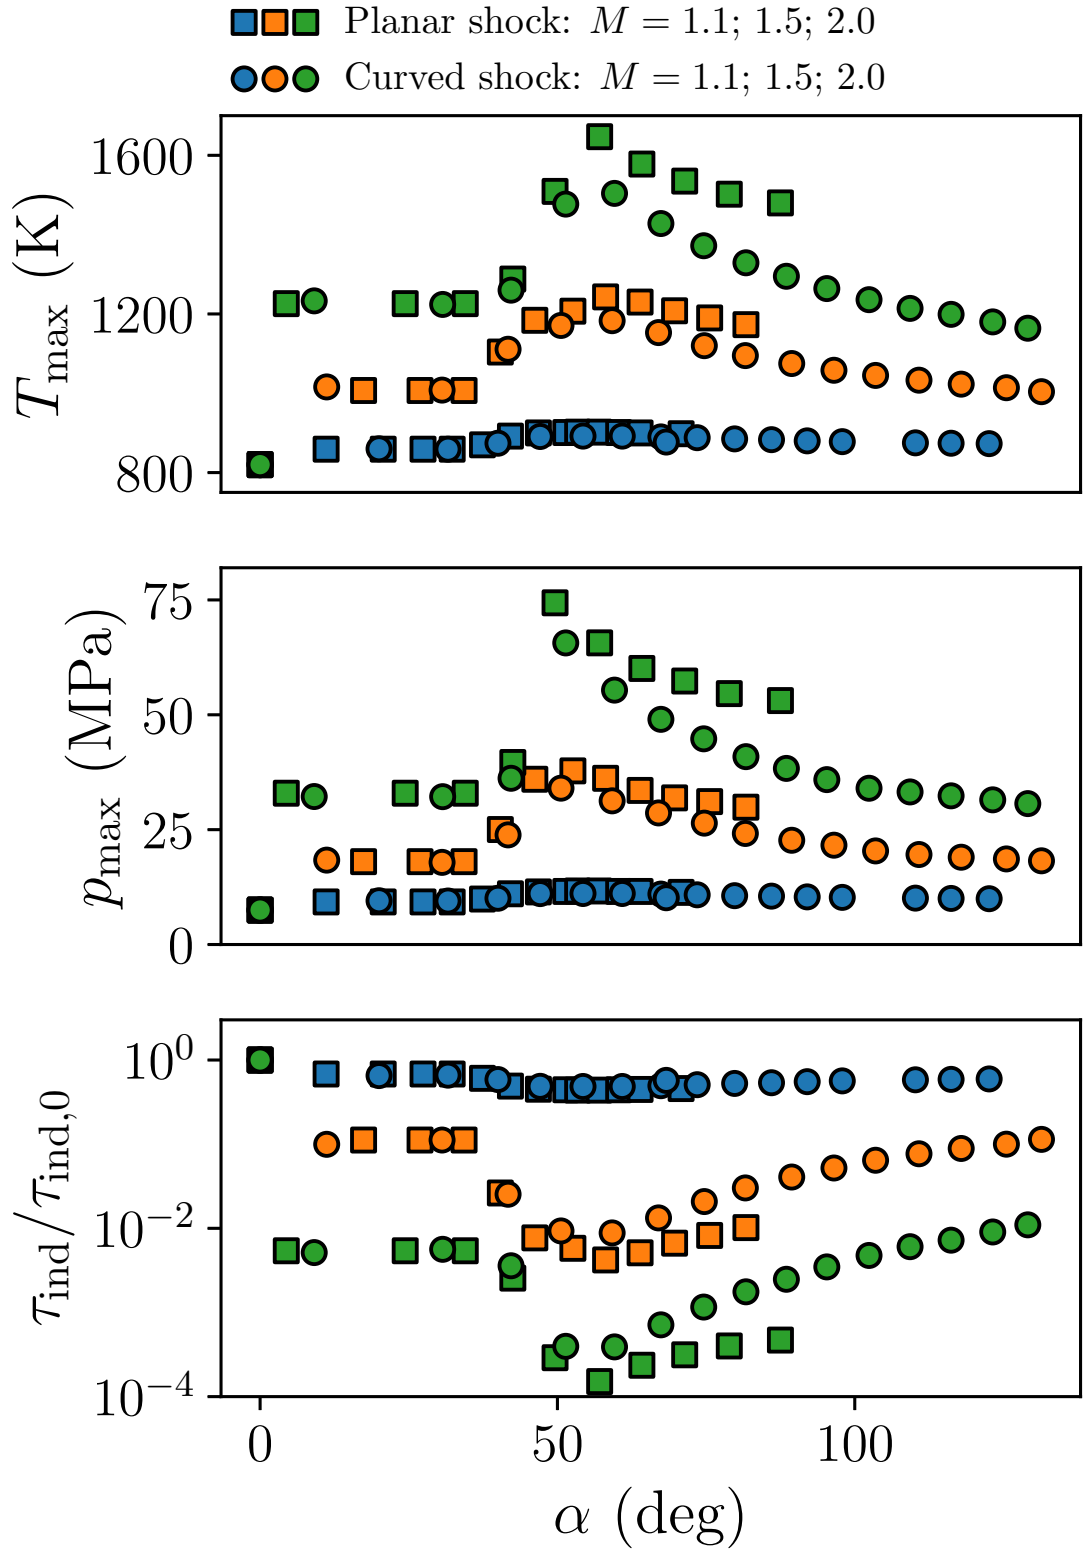 Planar shock: M = 1.1; 1.5; 2.0
Curved shock: M = 1.1; 1.5; 2.0
T_max (K)
1600
1200
800
p_max (MPa)
75
50
25
0
τ_ind/τ_ind,0
10^0
10^−2
10^−4
0 50 100
α (deg)